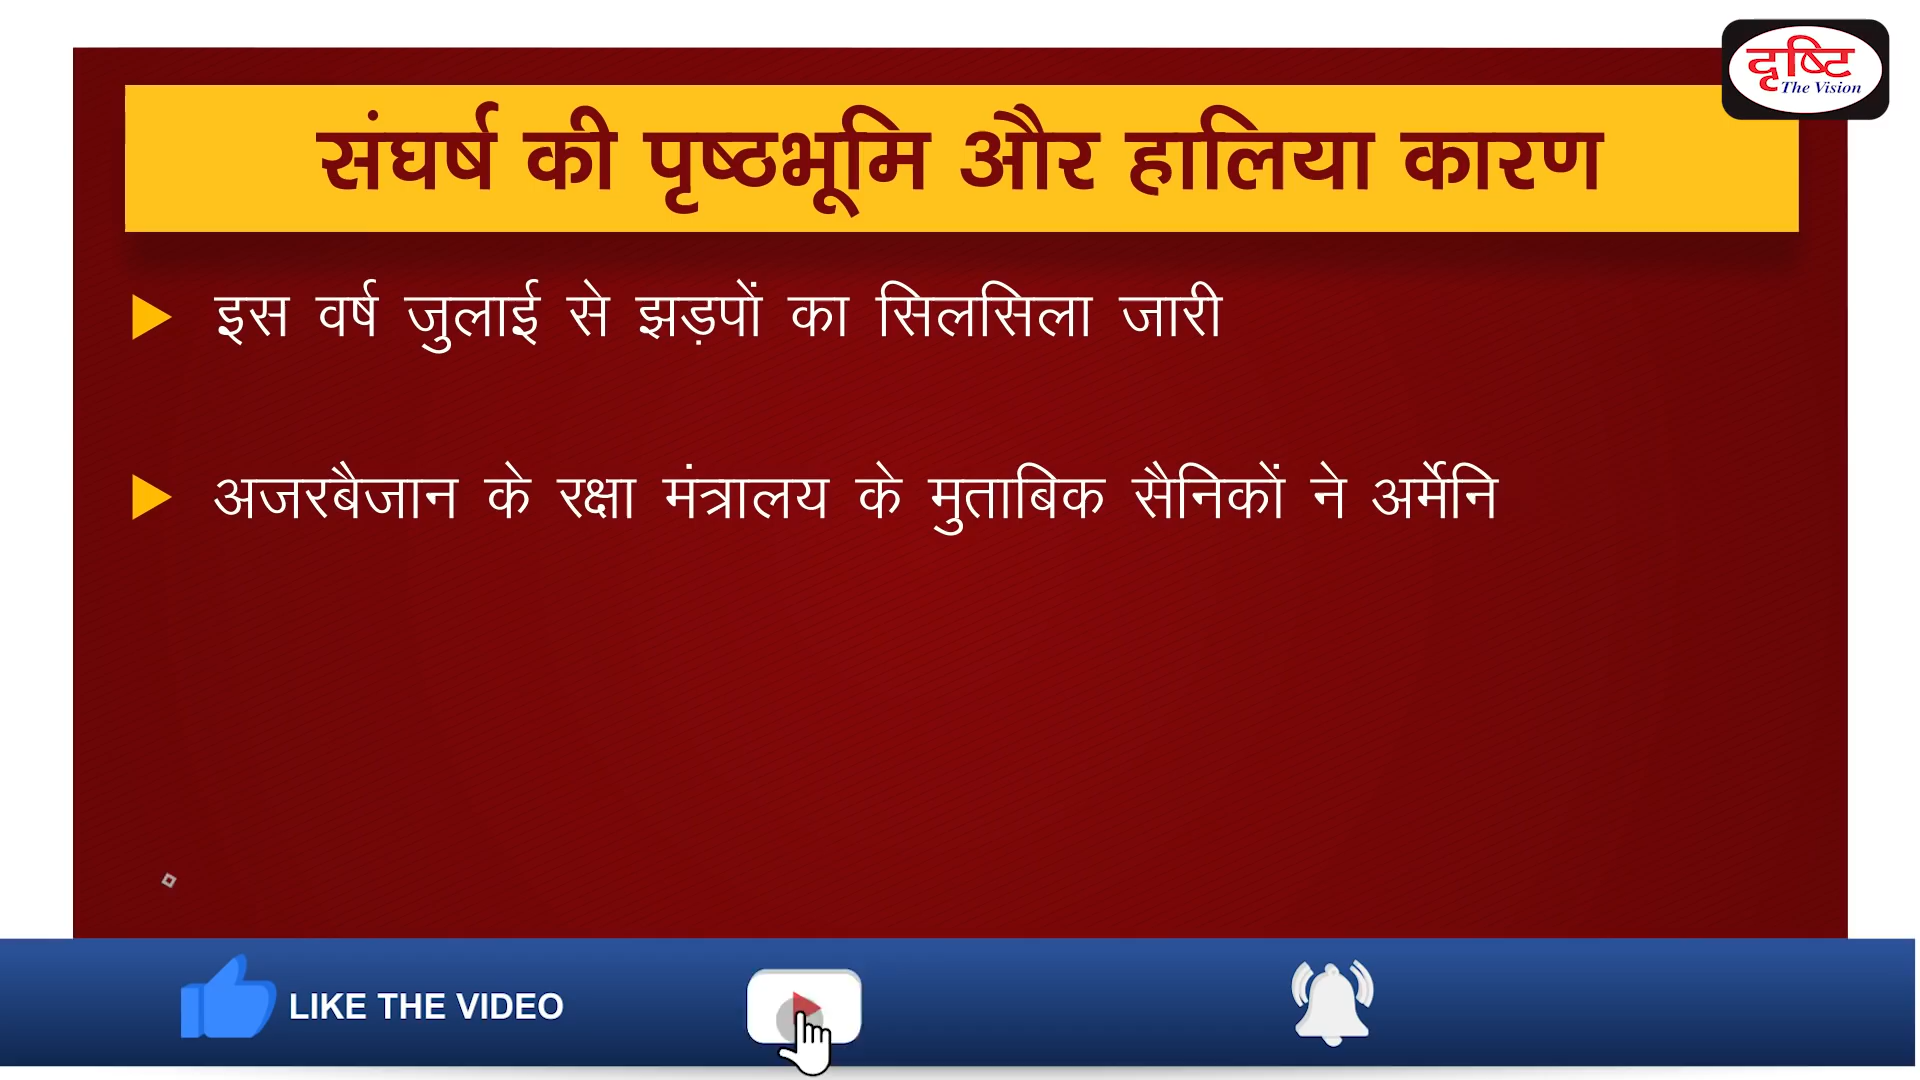 दृष्टि
The Vision
संघर्ष की पृष्ठभूमि और हालिया कारण
इस वर्ष जुलाई से झड़पों का सिलसिला जारी
अजरबैजान के रक्षा मंत्रालय के मुताबिक सैनिकों ने अर्मेनि
LIKE THE VIDEO